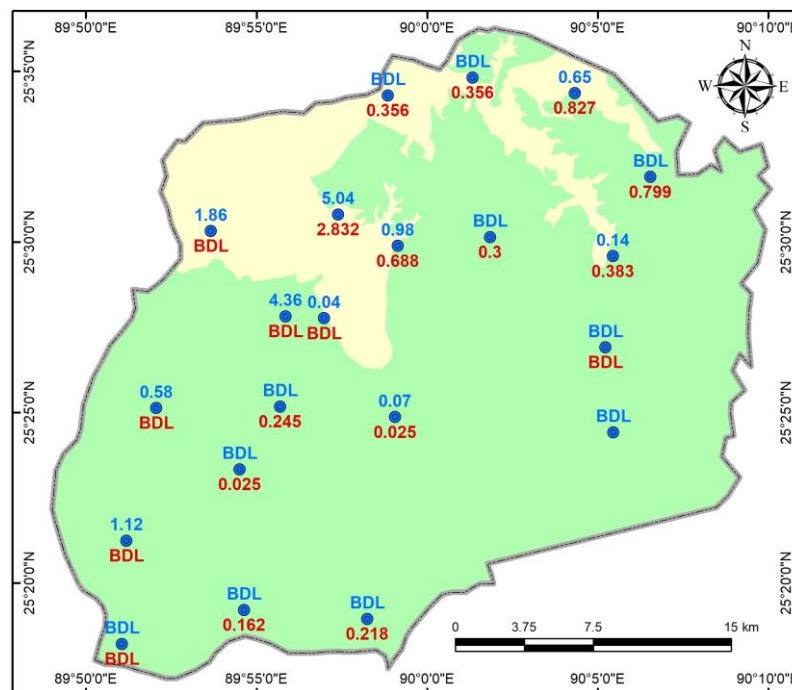 89°50'0"E 89°55'0"E 90°0'0"E 90°5'0"E 90°10'0"E
25°35'0"N
25°30'0"N
25°25'0"N
25°20'0"N
25°35'0"N
25°30'0"N
25°25'0"N
25°20'0"N
N
W E
S
BDL
0.356
BDL
0.356
0.65
0.827
BDL
0.799
1.86
BDL
5.04
2.832
0.98
0.688
BDL
0.3
0.14
0.383
4.36
BDL
0.04
BDL
BDL
BDL
0.58
BDL
BDL
0.245
0.07
0.025
BDL
BDL
0.025
1.12
BDL
BDL
0.162
BDL
0.218
BDL
BDL
0 3.75 7.5 15 km
89°50'0"E 89°55'0"E 90°0'0"E 90°5'0"E 90°10'0"E